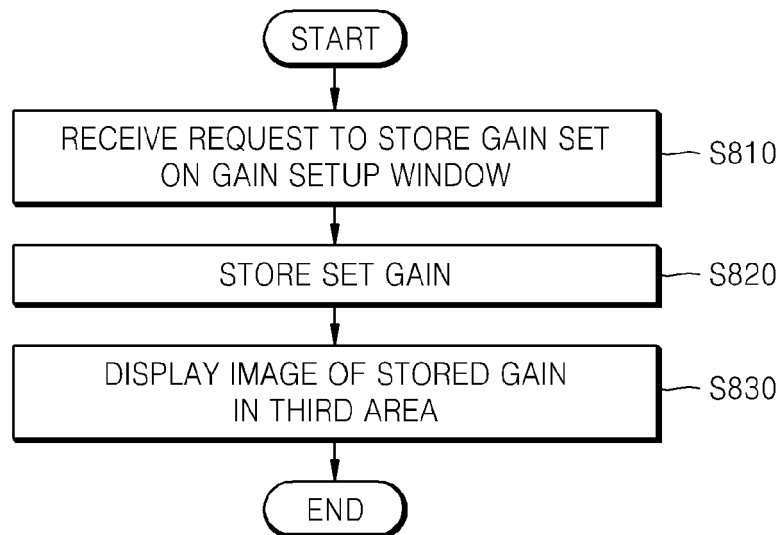 START
RECEIVE REQUEST TO STORE GAIN SET
ON GAIN SETUP WINDOW
S810
STORE SET GAIN
S820
DISPLAY IMAGE OF STORED GAIN
IN THIRD AREA
S830
END